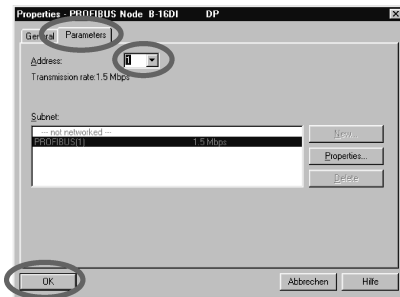 Properties - PROFIBUS Node B-16DI DP
General Parameters
Address: 1
Transmission rate:1.5 Mbps
Subnet:
--- not networked ---
PROFIBUS(1) 1.5 Mbps
New...
Properties...
Delete
OK Abbrechen Hilfe